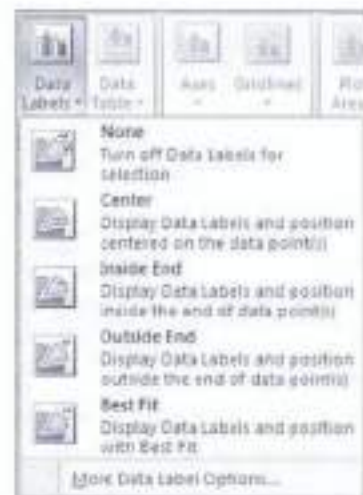 Data Labels Data Table Axes Gridlines
None
Turn off Data Labels for
selection
Center
Display Data Labels and position
centered on the data point(s)
Inside End
Display Data Labels and position
inside the end of data point(s)
Outside End
Display Data Labels and position
outside the end of data point(s)
Best Fit
Display Data Labels and position
with Best Fit
More Data Label Options...